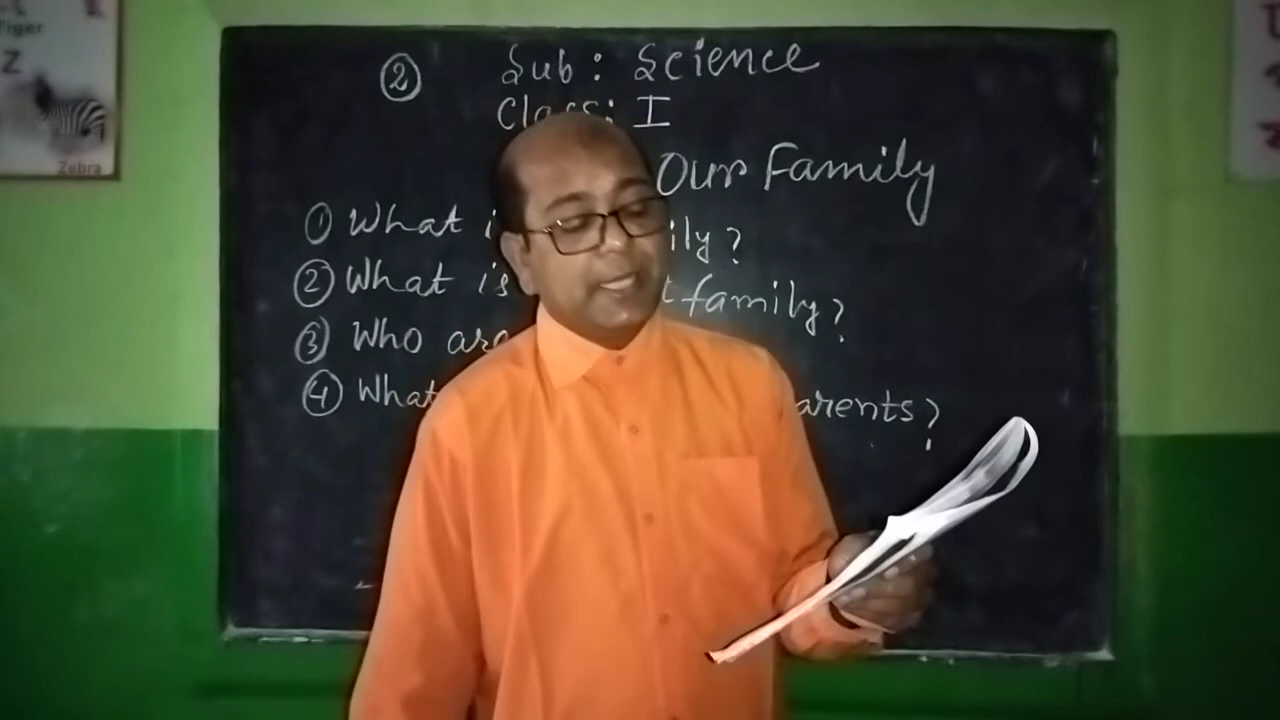 Tiger
Z
Zebra
② Sub: Science
Class: I
Our Family
① What ily?
② What is t family?
③ Who are
④ What arents?